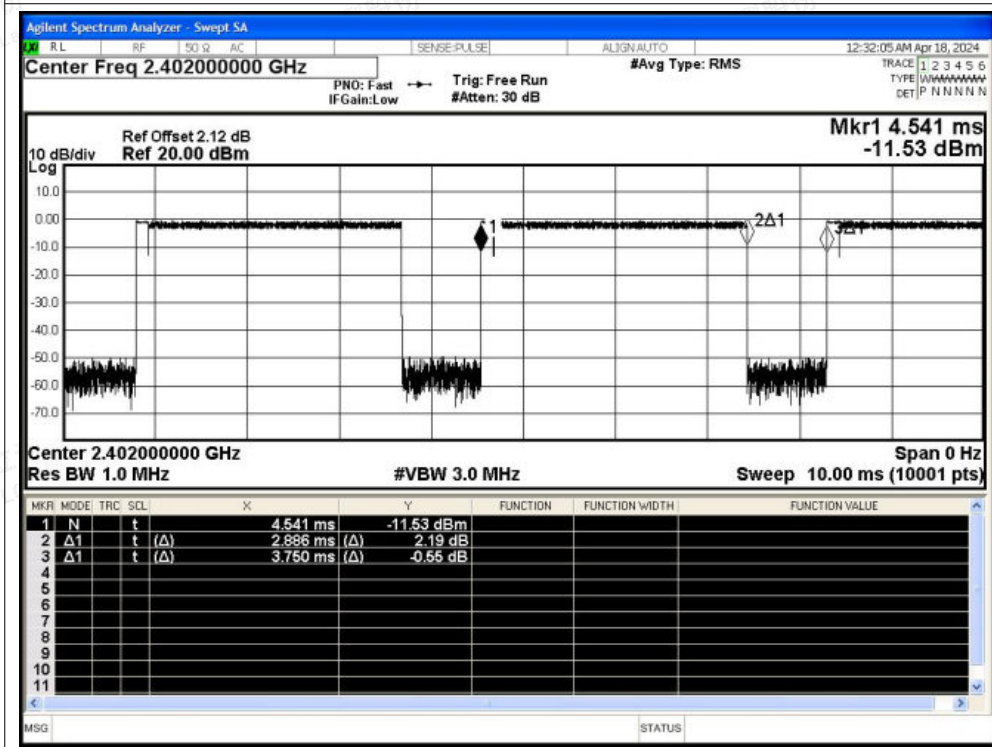 Agilent Spectrum Analyzer - Swept SA
RL RF 50 Ω AC SENSE:PULSE ALIGNAUTO 12:32:05 AM Apr 18, 2024
Center Freq 2.402000000 GHz #Avg Type: RMS TRACE 1 2 3 4 5 6
PNO: Fast Trig: Free Run TYPE
IFGain:Low #Atten: 30 dB DET P N N N N N
Mkr1 4.541 ms
-11.53 dBm
Ref Offset 2.12 dB
10 dB/div Ref 20.00 dBm
Log
10.0
0.00
-10.0
-20.0
-30.0
-40.0
-50.0
-60.0
-70.0
1
2Δ1
3Δ1
Center 2.402000000 GHz Span 0 Hz
Res BW 1.0 MHz #VBW 3.0 MHz Sweep 10.00 ms (10001 pts)
MKR MODE TRC SCL X Y FUNCTION FUNCTION WIDTH FUNCTION VALUE
1 N t 4.541 ms -11.53 dBm
2 Δ1 t (Δ) 2.886 ms (Δ) 2.19 dB
3 Δ1 t (Δ) 3.750 ms (Δ) -0.55 dB
4
5
6
7
8
9
10
11
MSG STATUS